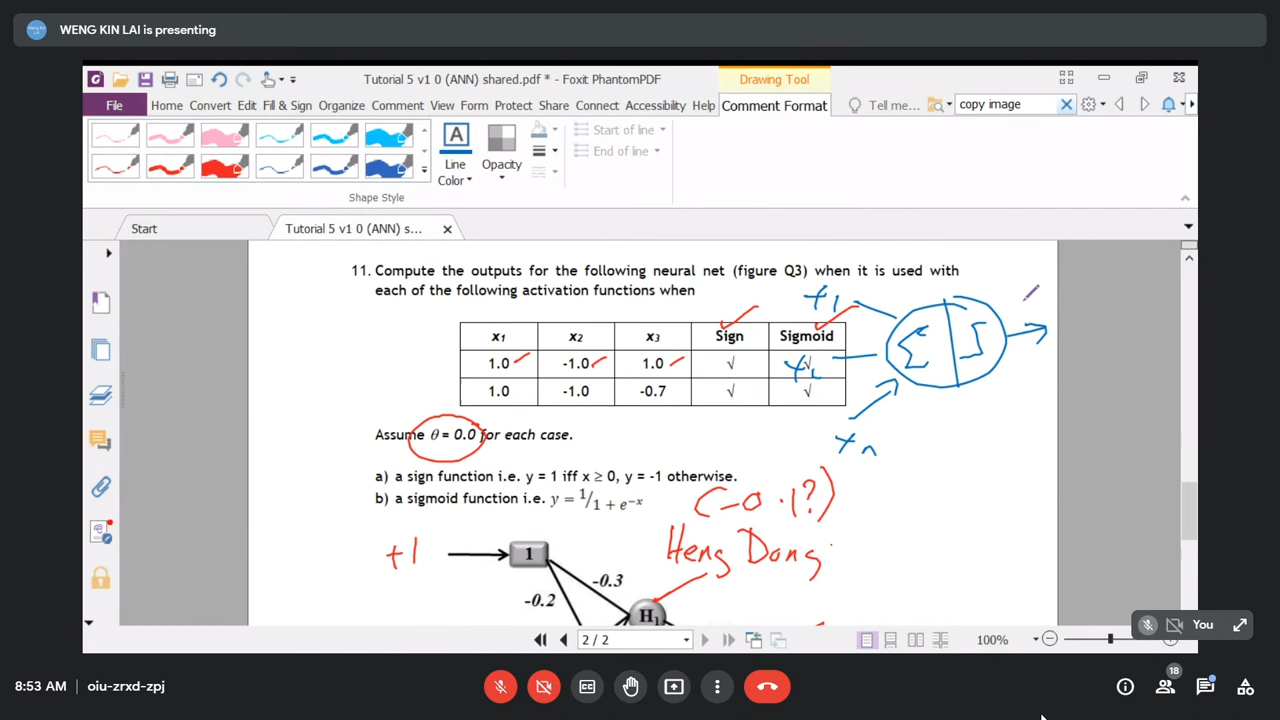 WENG KIN LAI is presenting
Tutorial 5 v1 0 (ANN) shared.pdf * - Foxit PhantomPDF
Drawing Tool
File Home Convert Edit Fill & Sign Organize Comment View Form Protect Share Connect Accessibility Help Comment Format Tell me... copy image
Line Color
Opacity
Start of line
End of line
Shape Style
Start
Tutorial 5 v1 0 (ANN) s...
11. Compute the outputs for the following neural net (figure Q3) when it is used with
each of the following activation functions when
x1 x2 x3 Sign Sigmoid
1.0 -1.0 1.0 √ √
1.0 -1.0 -0.7 √ √
x1
x2
xn
Σ
Assume θ = 0.0 for each case.
a) a sign function i.e. y = 1 iff x ≥ 0, y = -1 otherwise.
b) a sigmoid function i.e. y = 1/1 + e^-x
(-0.1?)
Heng Dong
+1
1
-0.3
-0.2
H1
You
2 / 2
100%
8:53 AM oiu-zrxd-zpj
18